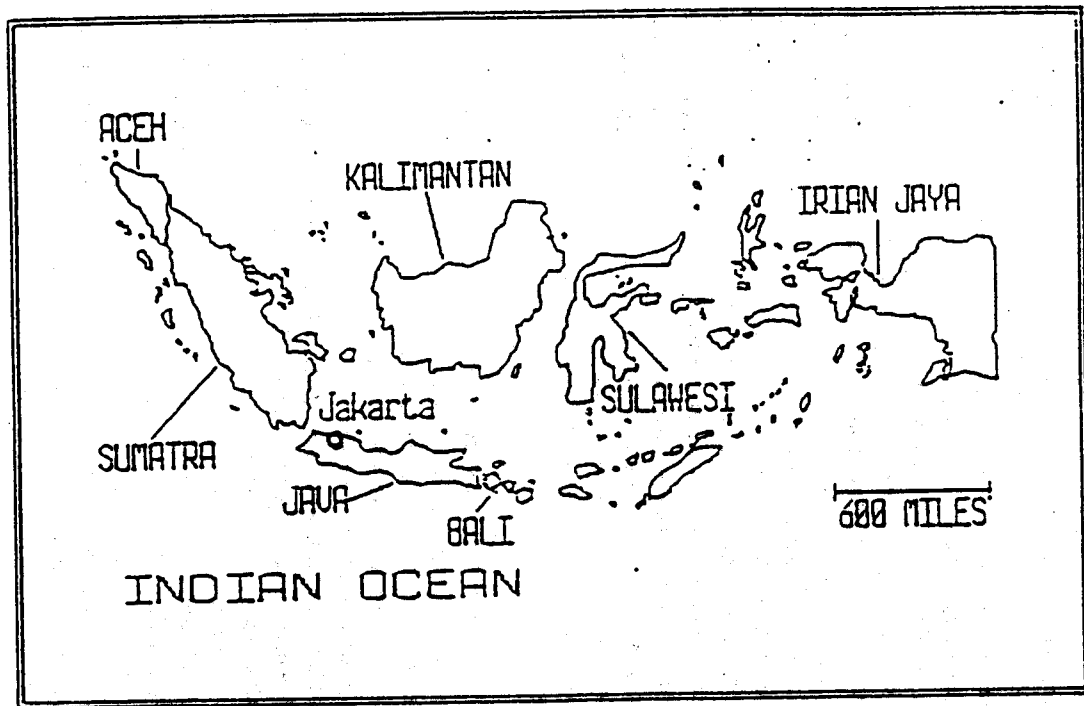 ACEH
KALIMANTAN
IRIAN JAYA
SULAWESI
Jakarta
SUMATRA
JAVA
BALI
600 MILES
INDIAN OCEAN